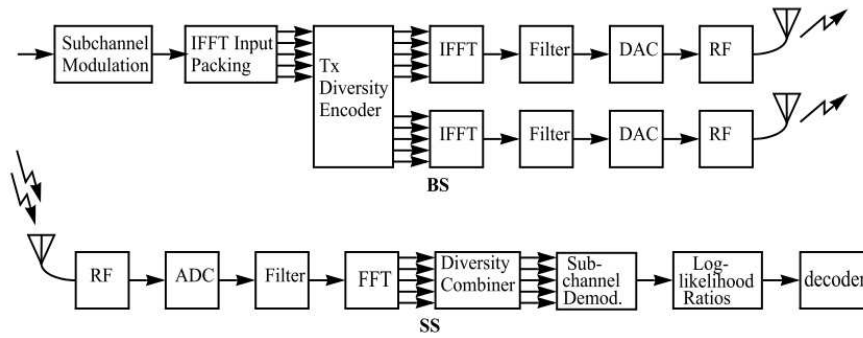 Subchannel
Modulation
IFFT Input
Packing
Tx
Diversity
Encoder
IFFT
Filter
DAC
RF
IFFT
Filter
DAC
RF
BS
RF
ADC
Filter
FFT
Diversity
Combiner
Sub-
channel
Demod.
Log-
likelihood
Ratios
decoder
SS